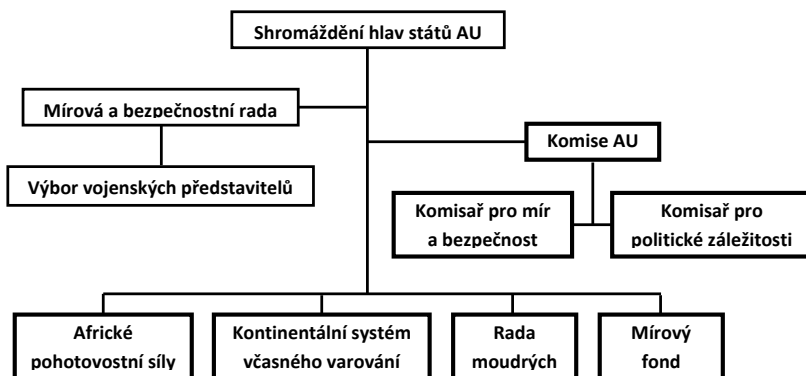 Shromáždění hlav států AU
Mírová a bezpečnostní rada
Komise AU
Výbor vojenských představitelů
Komisař pro mír
a bezpečnost
Komisař pro
politické záležitosti
Africké
pohotovostní síly
Kontinentální systém
včasného varování
Rada
moudrých
Mírový
fond